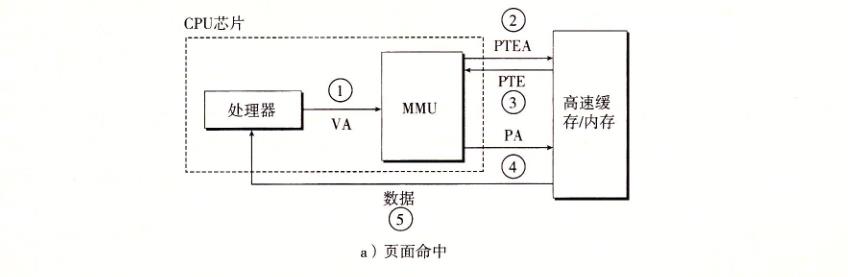 CPU芯片
②
PTEA
①
处理器
VA
MMU
PTE
③
高速缓
存/内存
PA
④
数据
⑤
a）页面命中